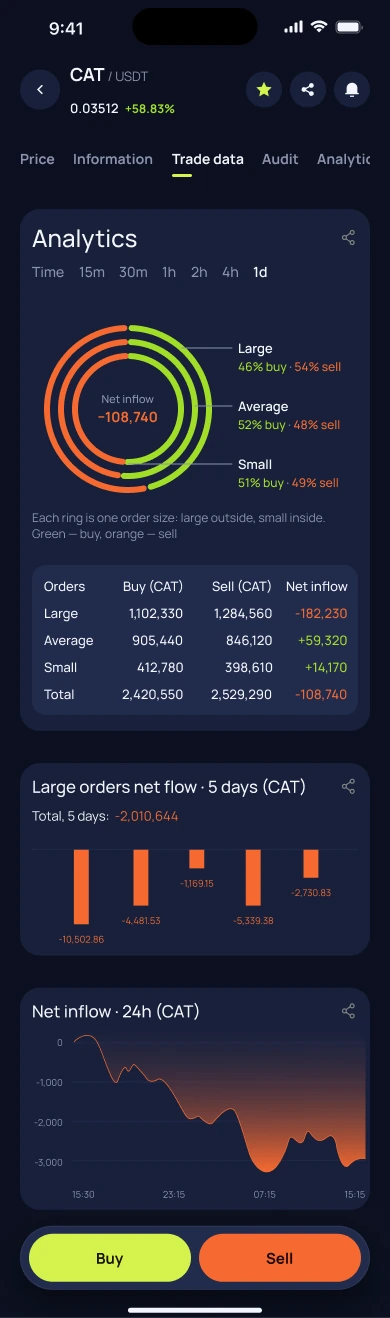 9:41
CAT / USDT
0.03512 +58.83%
Price Information Trade data Audit Analytic
Analytics
Time 15m 30m 1h 2h 4h 1d
Large
46% buy · 54% sell
Net inflow
-108,740
Average
52% buy · 48% sell
Small
51% buy · 49% sell
Each ring is one order size: large outside, small inside.
Green — buy, orange — sell
Orders Buy (CAT) Sell (CAT) Net inflow
Large 1,102,330 1,284,560 -182,230
Average 905,440 846,120 +59,320
Small 412,780 398,610 +14,170
Total 2,420,550 2,529,290 -108,740
Large orders net flow · 5 days (CAT)
Total, 5 days: -2,010,644
-10,502.86
-4,481.53
-1,169.15
-5,339.38
-2,730.83
Net inflow · 24h (CAT)
0
-1,000
-2,000
-3,000
15:30 23:15 07:15 15:15
Buy Sell